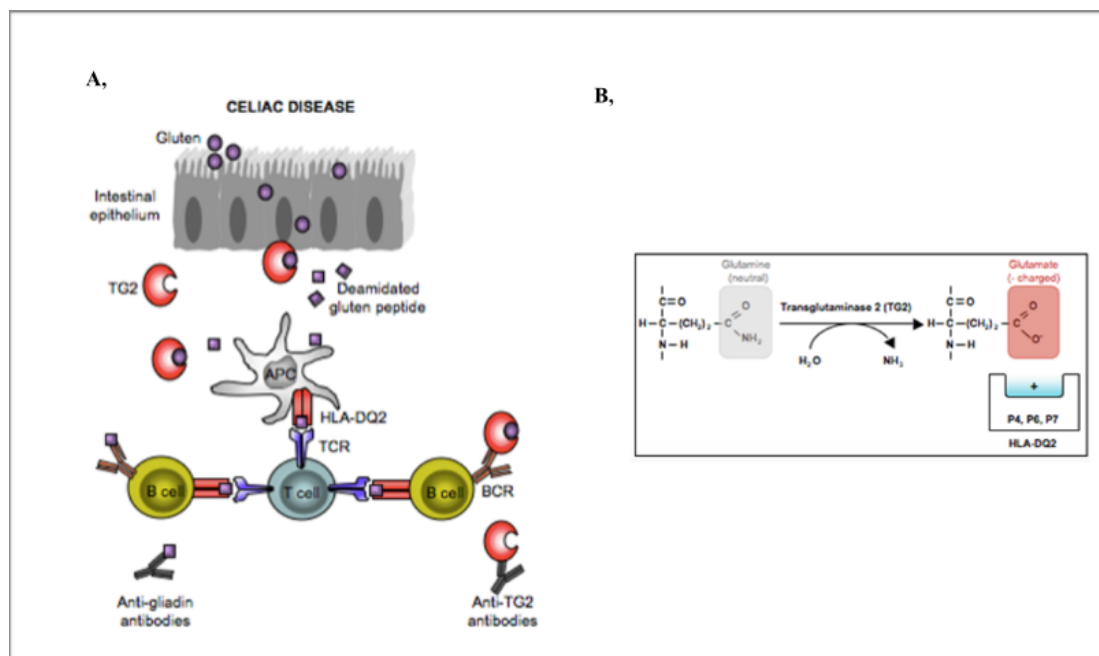 A,
CELIAC DISEASE
Gluten
Intestinal
epithelium
TG2
Deamidated
gluten peptide
APC
HLA-DQ2
TCR
B cell
T cell
B cell
BCR
Anti-gliadin
antibodies
Anti-TG2
antibodies
B,
Glutamine
(neutral)
Glutamate
(- charged)
C=O
H-C-(CH₂)₂-C
O
NH₂
N-H
Transglutaminase 2 (TG2)
H₂O
NH₃
C=O
H-C-(CH₂)₂-C
O
O⁻
N-H
+
P4, P6, P7
HLA-DQ2